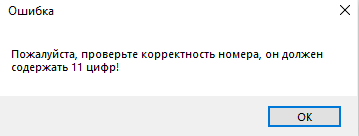 Ошибка
Пожалуйста, проверьте корректность номера, он должен
содержать 11 цифр!
OK